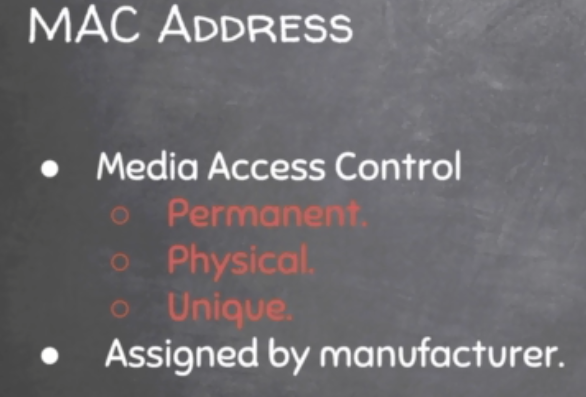 MAC ADDRESS
● Media Access Control
○ Permanent.
○ Physical.
○ Unique.
● Assigned by manufacturer.